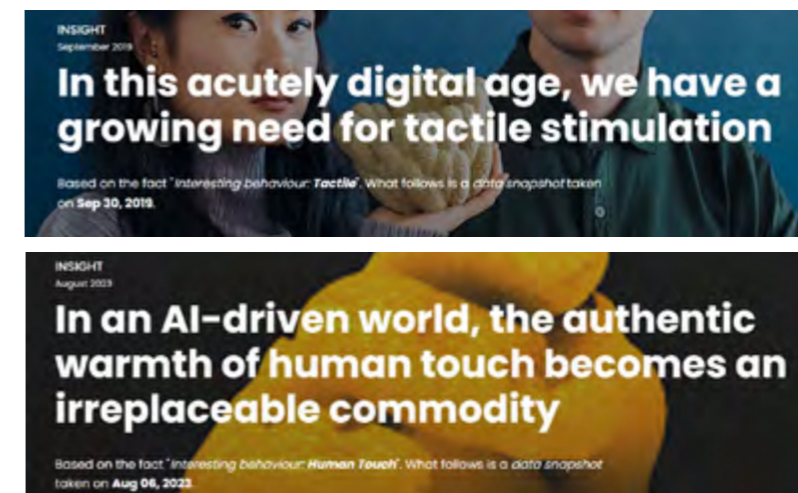 INSIGHT
September 2019
In this acutely digital age, we have a
growing need for tactile stimulation
Based on the fact "Interesting behaviour: Tactile". What follows is a data snapshot taken
on Sep 30, 2019.
INSIGHT
August 2023
In an AI-driven world, the authentic
warmth of human touch becomes an
irreplaceable commodity
Based on the fact "Interesting behaviour: Human Touch". What follows is a data snapshot
taken on Aug 06, 2023.